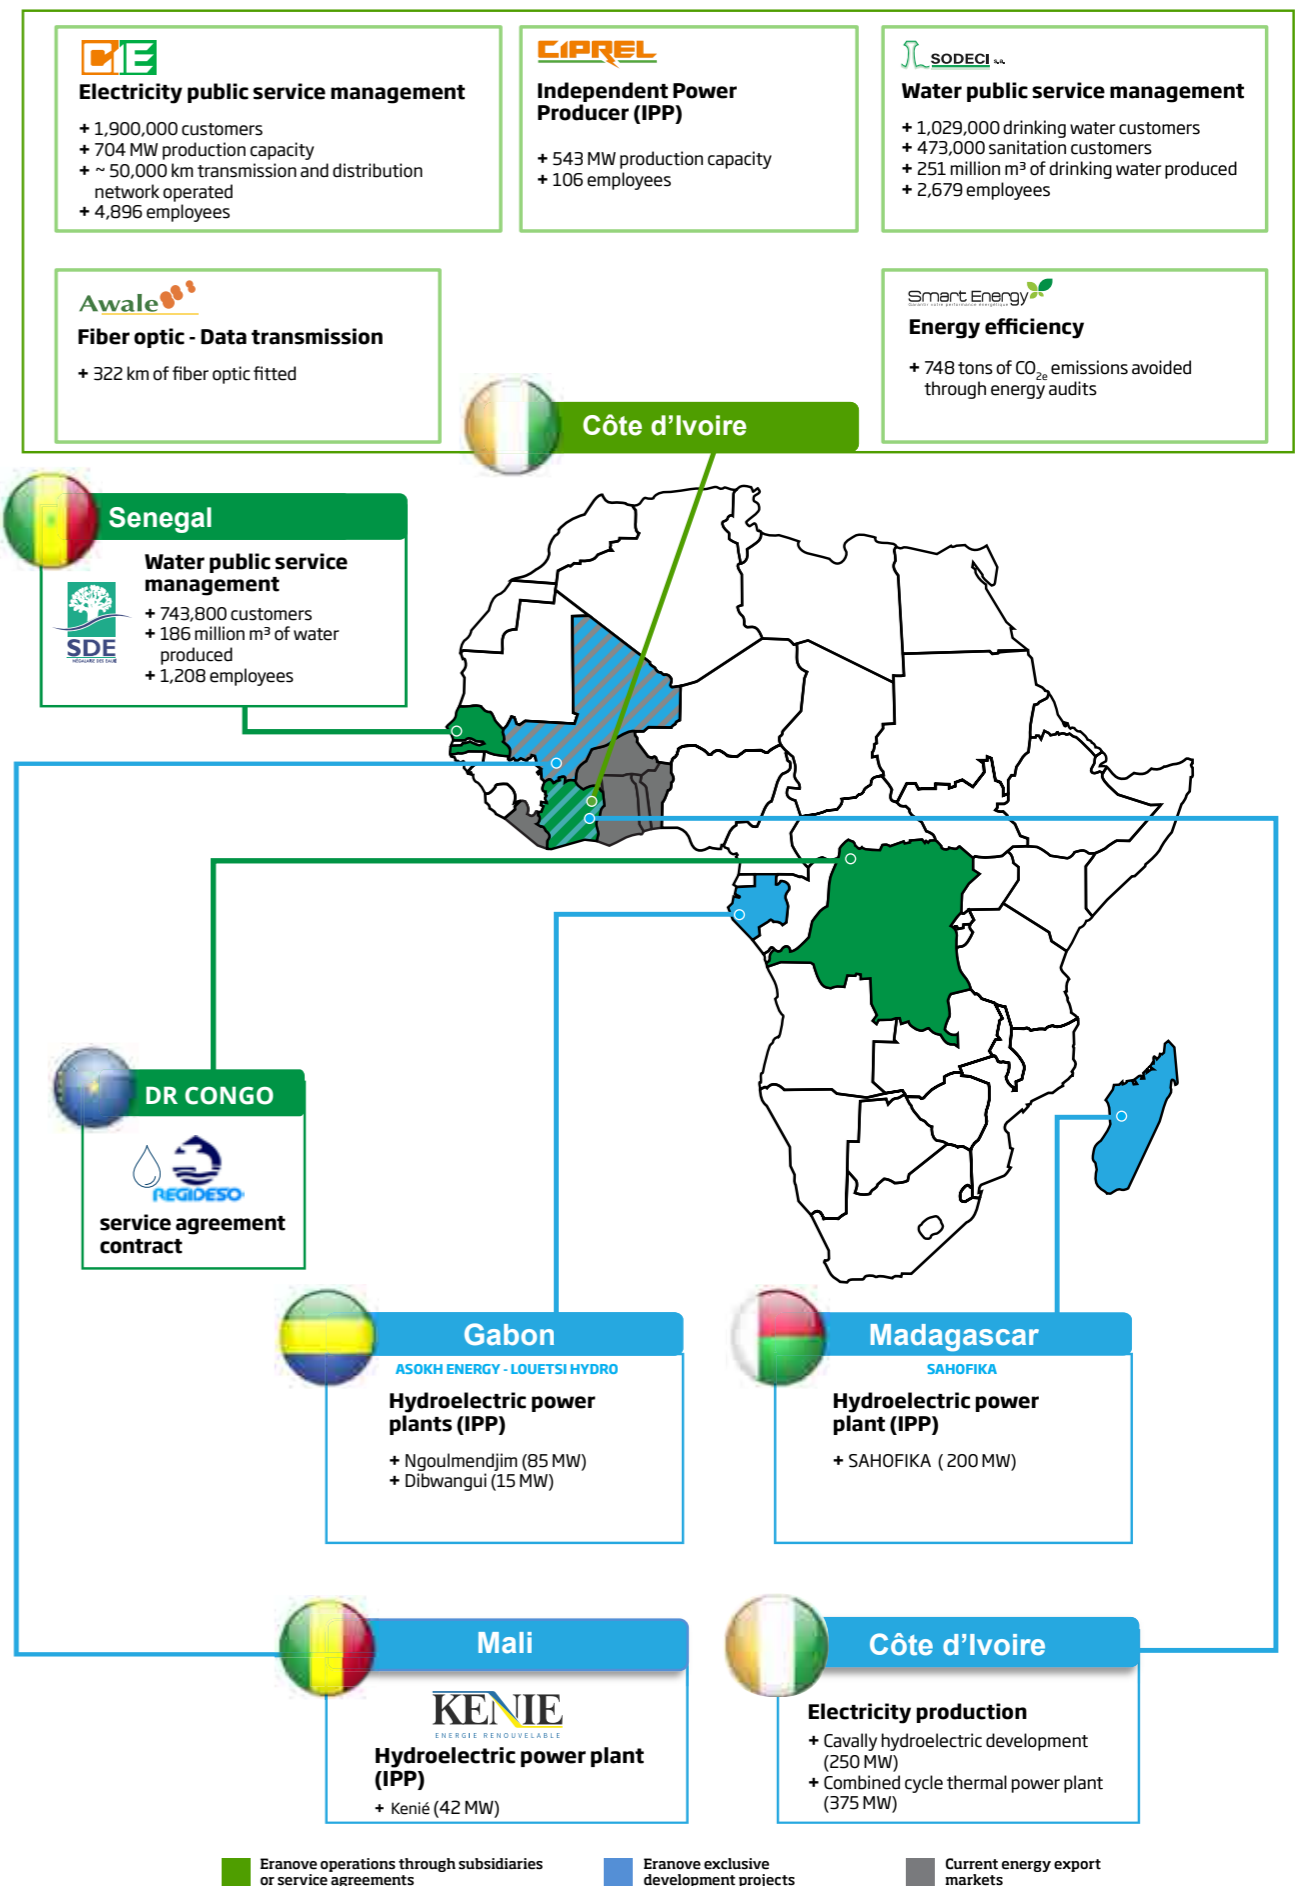 CIE
Electricity public service management
+ 1,900,000 customers
+ 704 MW production capacity
+ ~ 50,000 km transmission and distribution
network operated
+ 4,896 employees
CIPREL
Independent Power
Producer (IPP)
+ 543 MW production capacity
+ 106 employees
SODECI s.a.
Water public service management
+ 1,029,000 drinking water customers
+ 473,000 sanitation customers
+ 251 million m³ of drinking water produced
+ 2,679 employees
Awale
Fiber optic - Data transmission
+ 322 km of fiber optic fitted
Smart Energy
Energy efficiency
+ 748 tons of CO2e emissions avoided
through energy audits
Côte d’Ivoire
Senegal
SDE
Water public service
management
+ 743,800 customers
+ 186 million m³ of water
produced
+ 1,208 employees
DR CONGO
REGIDESO
service agreement
contract
Gabon
ASOKH ENERGY - LOUETSI HYDRO
Hydroelectric power
plants (IPP)
+ Ngoulmendjim (85 MW)
+ Dibwangui (15 MW)
Madagascar
SAHOFIKA
Hydroelectric power
plant (IPP)
+ SAHOFIKA ( 200 MW)
Mali
KENIE
ENERGIE RENOUVELABLE
Hydroelectric power plant
(IPP)
+ Kenié (42 MW)
Côte d’Ivoire
Electricity production
+ Cavally hydroelectric development
(250 MW)
+ Combined cycle thermal power plant
(375 MW)
Eranove operations through subsidiaries
or service agreements
Eranove exclusive
development projects
Current energy export
markets